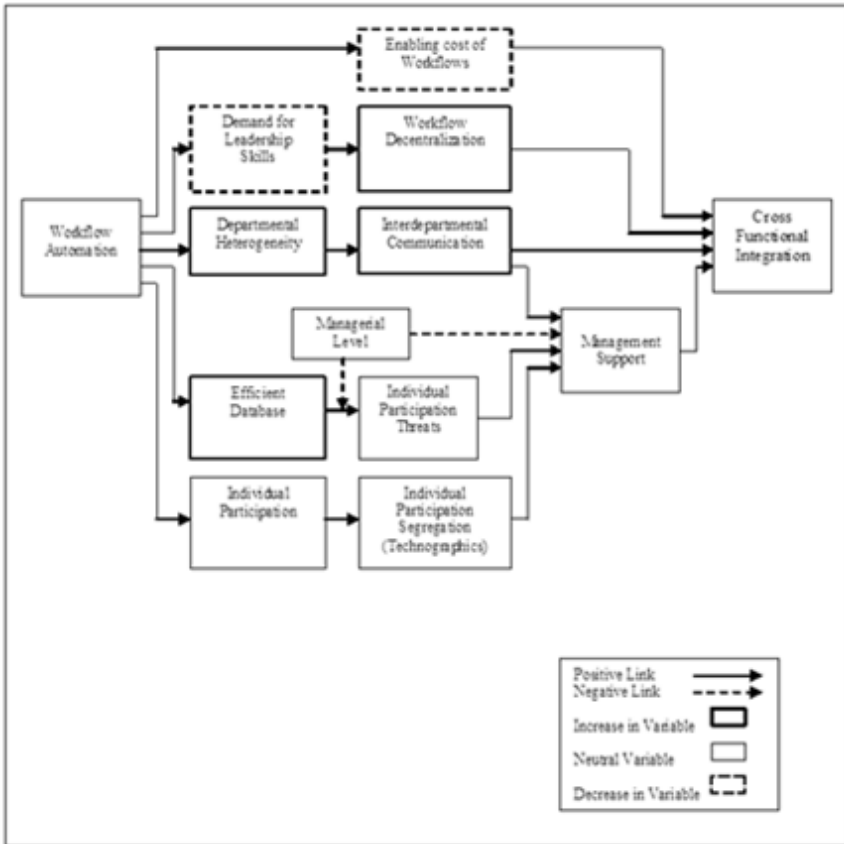 Enabling cost of
Workflows
Demand for
Leadership
Skills
Workflow
Decentralization
Workflow
Automation
Departmental
Heterogeneity
Interdepartmental
Communication
Cross
Functional
Integration
Managerial
Level
Management
Support
Efficient
Database
Individual
Participation
Threats
Individual
Participation
Individual
Participation
Segregation
(Technographics)
Positive Link
Negative Link
Increase in Variable
Neutral Variable
Decrease in Variable